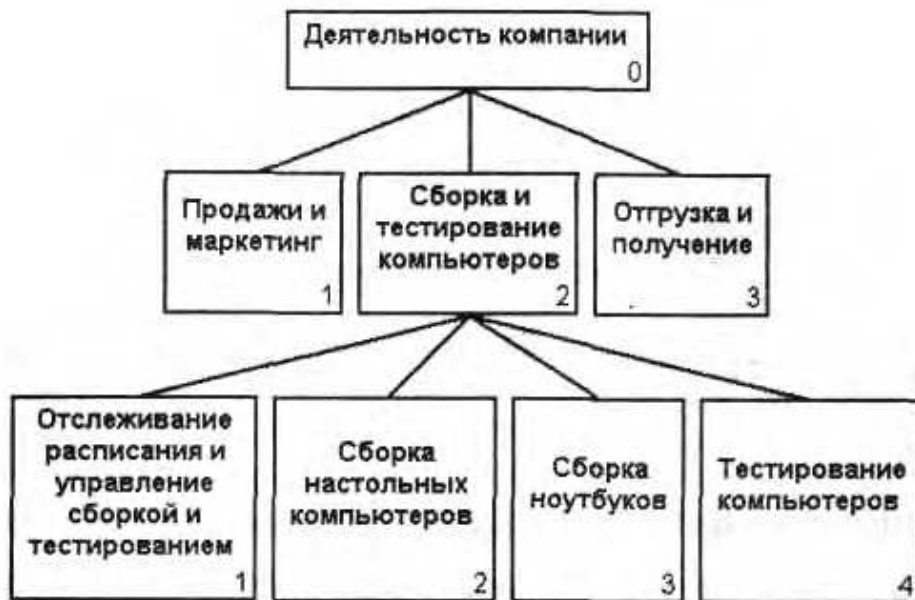 Деятельность компании
0
Продажи и
маркетинг
1
Сборка и
тестирование
компьютеров
2
Отгрузка и
получение
3
Отслеживание
расписания и
управление
сборкой и
тестированием
1
Сборка
настольных
компьютеров
2
Сборка
ноутбуков
3
Тестирование
компьютеров
4